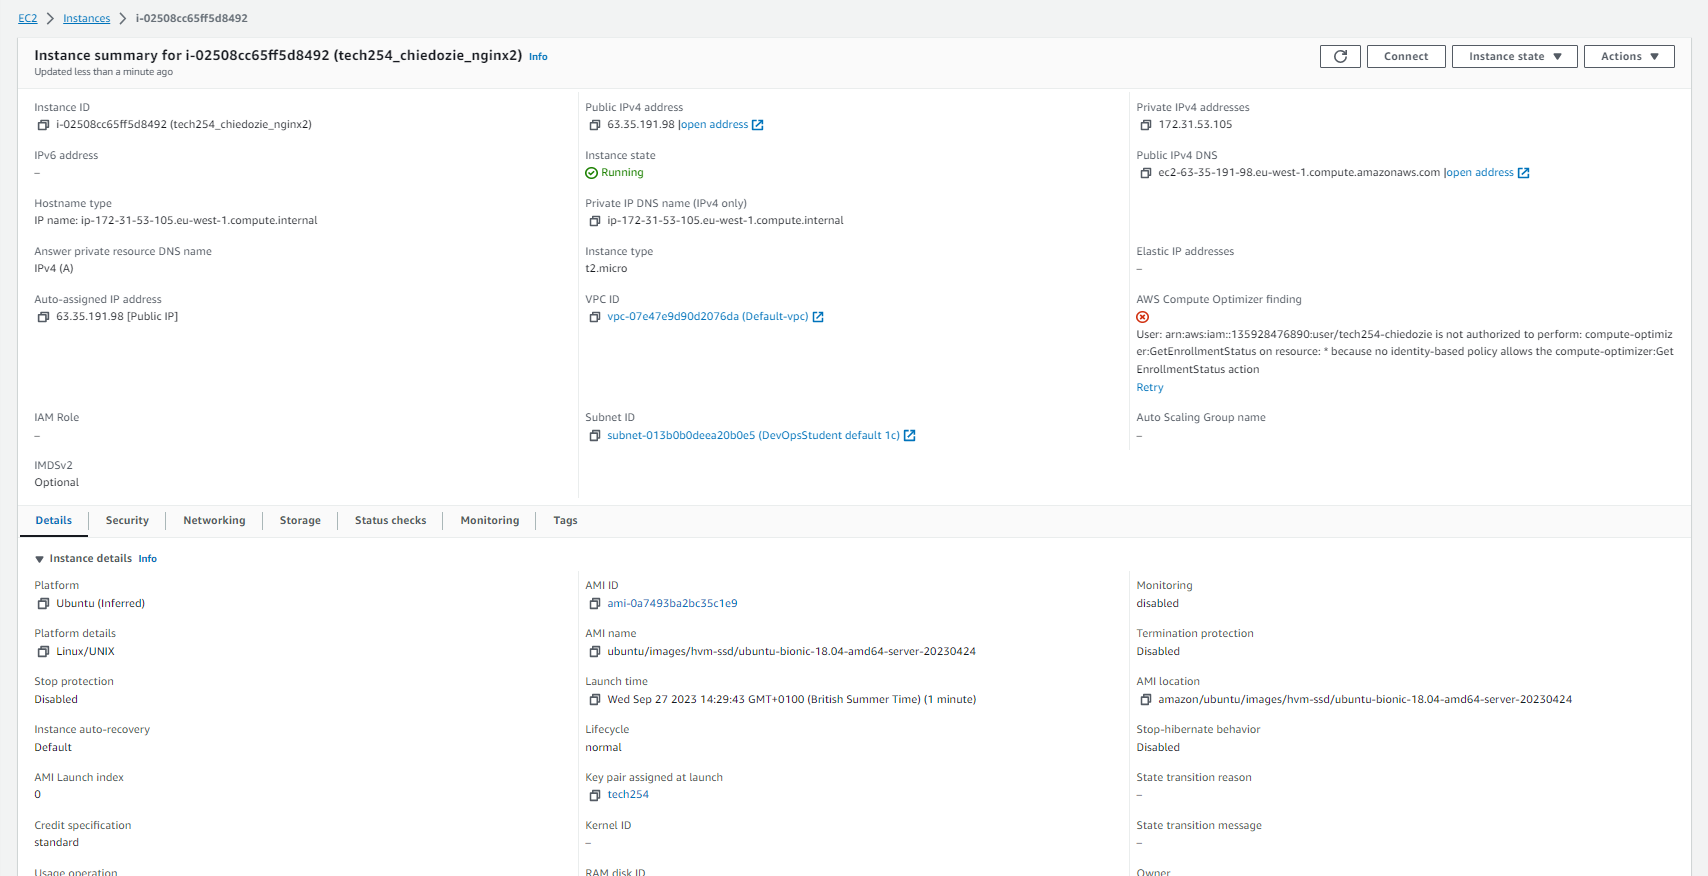 EC2 > Instances > i-02508cc65ff5d8492
Instance summary for i-02508cc65ff5d8492 (tech254_chiedozie_nginx2) Info
Updated less than a minute ago
Connect
Instance state
Actions
Instance ID
i-02508cc65ff5d8492 (tech254_chiedozie_nginx2)
Public IPv4 address
63.35.191.98 |open address
Private IPv4 addresses
172.31.53.105
IPv6 address
–
Instance state
Running
Public IPv4 DNS
ec2-63-35-191-98.eu-west-1.compute.amazonaws.com |open address
Hostname type
IP name: ip-172-31-53-105.eu-west-1.compute.internal
Private IP DNS name (IPv4 only)
ip-172-31-53-105.eu-west-1.compute.internal
Answer private resource DNS name
IPv4 (A)
Instance type
t2.micro
Elastic IP addresses
–
Auto-assigned IP address
63.35.191.98 [Public IP]
VPC ID
vpc-07e47e9d90d2076da (Default-vpc)
AWS Compute Optimizer finding
User: arn:aws:iam::135928476890:user/tech254-chiedozie is not authorized to perform: compute-optimiz
er:GetEnrollmentStatus on resource: * because no identity-based policy allows the compute-optimizer:Get
EnrollmentStatus action
Retry
IAM Role
–
Subnet ID
subnet-013b0b0deea20b0e5 (DevOpsStudent default 1c)
Auto Scaling Group name
–
IMDSv2
Optional
Details
Security
Networking
Storage
Status checks
Monitoring
Tags
Instance details Info
Platform
Ubuntu (Inferred)
AMI ID
ami-0a7493ba2bc35c1e9
Monitoring
disabled
Platform details
Linux/UNIX
AMI name
ubuntu/images/hvm-ssd/ubuntu-bionic-18.04-amd64-server-20230424
Termination protection
Disabled
Stop protection
Disabled
Launch time
Wed Sep 27 2023 14:29:43 GMT+0100 (British Summer Time) (1 minute)
AMI location
amazon/ubuntu/images/hvm-ssd/ubuntu-bionic-18.04-amd64-server-20230424
Instance auto-recovery
Default
Lifecycle
normal
Stop-hibernate behavior
Disabled
AMI Launch index
0
Key pair assigned at launch
tech254
State transition reason
–
Credit specification
standard
Kernel ID
–
State transition message
–
Usage operation
RAM disk ID
Owner